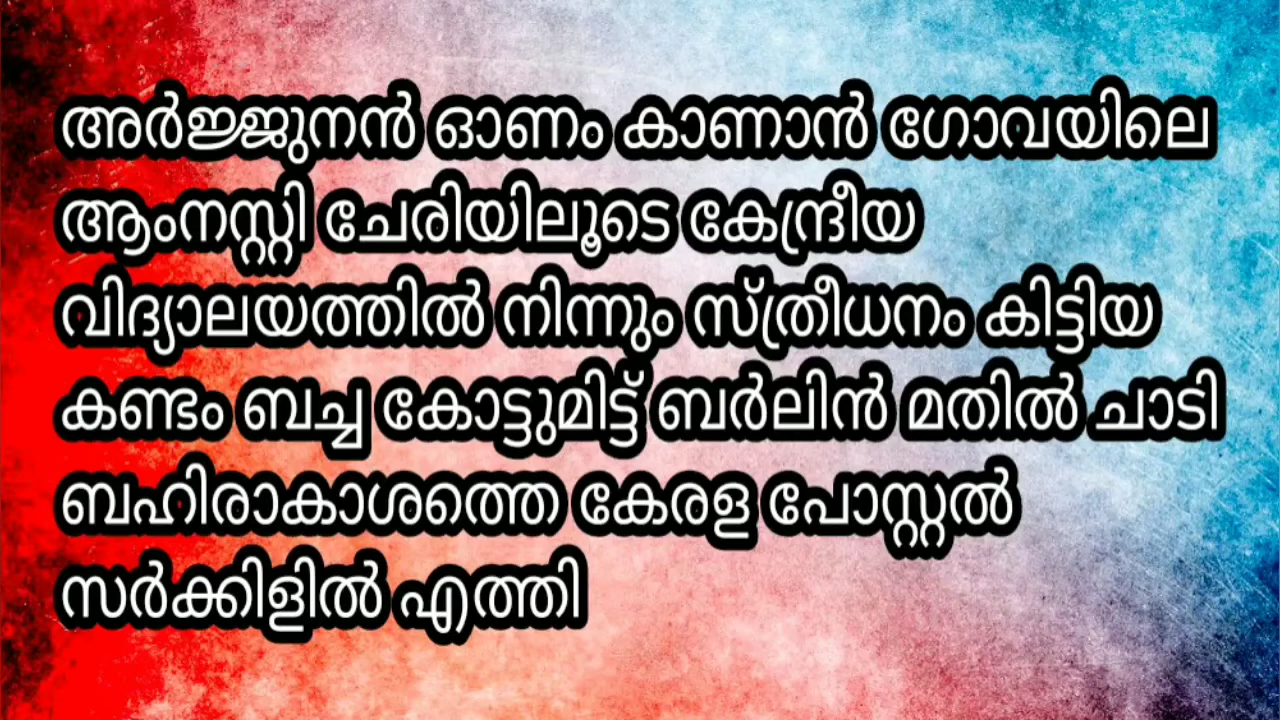 അർജ്ജുനൻ ഓണം കാണാൻ ഗോവയിലെ
ആംനസ്റ്റി ചേരിയിലൂടെ കേന്ദ്രീയ
വിദ്യാലയത്തിൽ നിന്നും സ്ത്രീധനം കിട്ടിയ
കണ്ടം ബച്ച കോട്ടുമിട്ട് ബർലിൻ മതിൽ ചാടി
ബഹിരാകാശത്തെ കേരള പോസ്റ്റൽ
സർക്കിളിൽ എത്തി